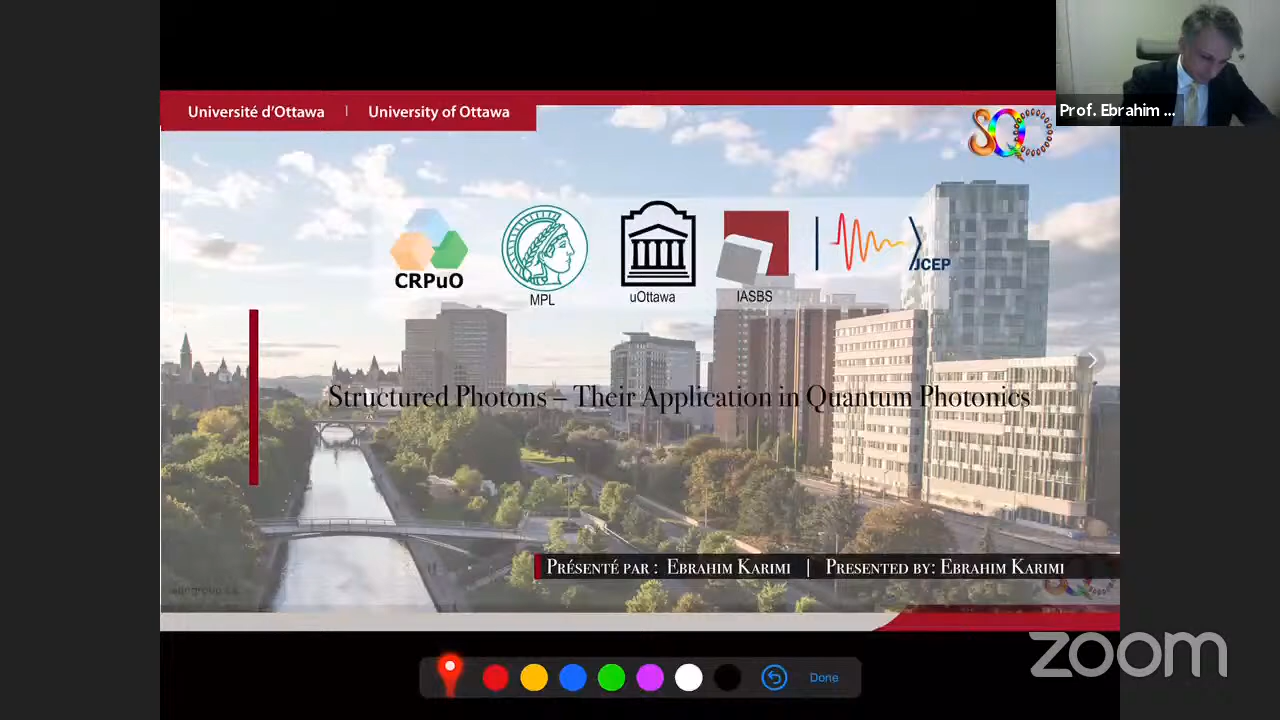 Université d'Ottawa | University of Ottawa
Prof. Ebrahim ...
SQO
CRPuO
MPL
uOttawa
IASBS
JCEP
Structured Photons – Their Application in Quantum Photonics
Présenté par : Ebrahim Karimi | Presented by: Ebrahim Karimi
zoom
Done